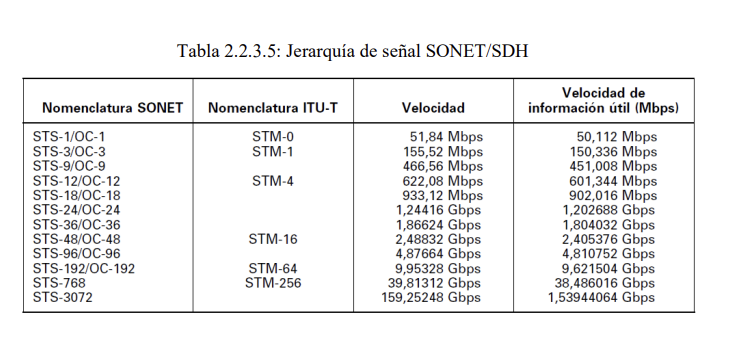 Tabla 2.2.3.5: Jerarquía de señal SONET/SDH
Nomenclatura SONET Nomenclatura ITU-T Velocidad Velocidad de información útil (Mbps)
STS-1/OC-1 STM-0 51,84 Mbps 50,112 Mbps
STS-3/OC-3 STM-1 155,52 Mbps 150,336 Mbps
STS-9/OC-9 466,56 Mbps 451,008 Mbps
STS-12/OC-12 STM-4 622,08 Mbps 601,344 Mbps
STS-18/OC-18 933,12 Mbps 902,016 Mbps
STS-24/OC-24 1,24416 Gbps 1,202688 Gbps
STS-36/OC-36 1,86624 Gbps 1,804032 Gbps
STS-48/OC-48 STM-16 2,48832 Gbps 2,405376 Gbps
STS-96/OC-96 4,87664 Gbps 4,810752 Gbps
STS-192/OC-192 STM-64 9,95328 Gbps 9,621504 Gbps
STS-768 STM-256 39,81312 Gbps 38,486016 Gbps
STS-3072 159,25248 Gbps 1,53944064 Gbps